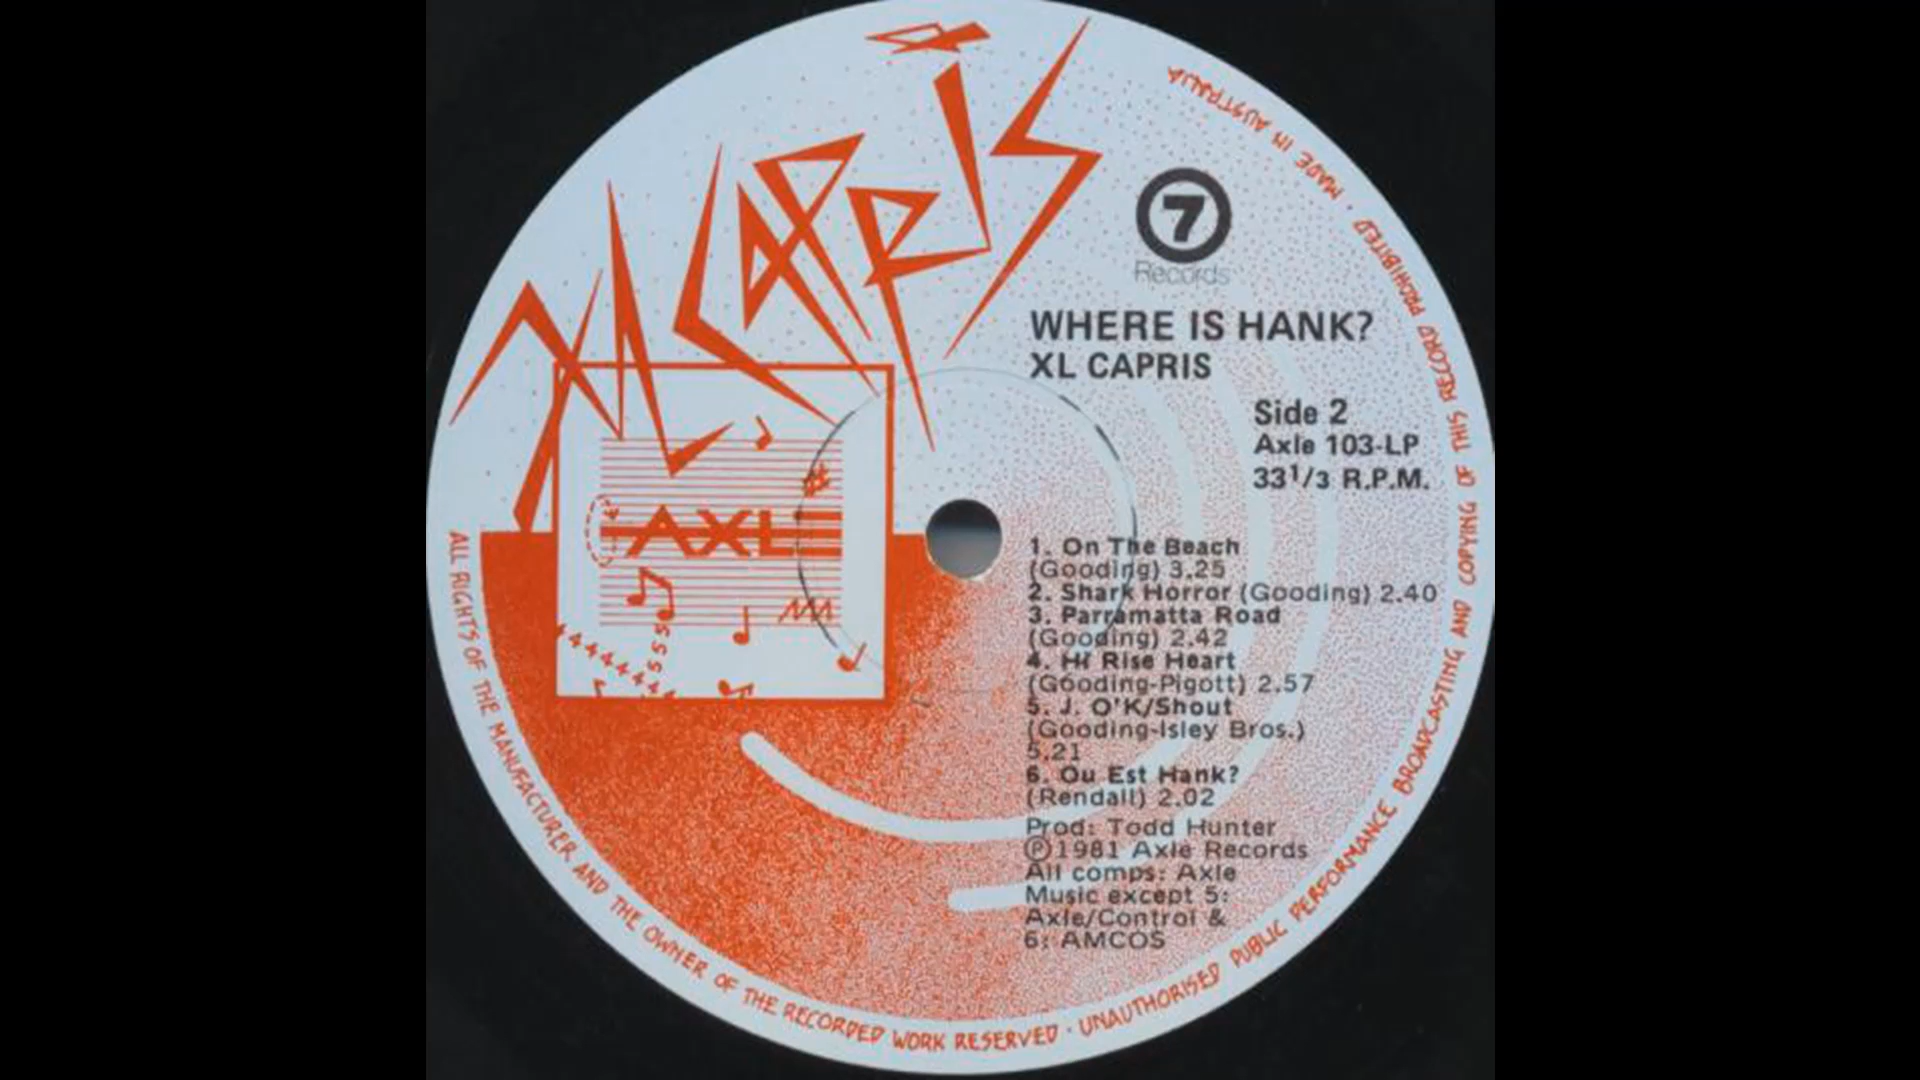 XL CAPRIS
7
Records
WHERE IS HANK?
XL CAPRIS
Side 2
Axle 103-LP
33 1/3 R.P.M.
AXL
1. On The Beach
(Gooding) 3.25
2. Shark Horror (Gooding) 2.40
3. Parramatta Road
(Gooding) 2.42
4. Hi Rise Heart
(Gooding-Pigott) 2.57
5. J. O'K/Shout
(Gooding-Isley Bros.)
5.21
6. Ou Est Hank?
(Rendall) 2.02
Prod: Todd Hunter
Ⓟ1981 Axle Records
All comps: Axle
Music except 5:
Axle/Control &
6: AMCOS
444444444
555
ALL RIGHTS OF THE MANUFACTURER AND THE OWNER OF THE RECORDED WORK RESERVED · UNAUTHORISED PUBLIC PERFORMANCE BROADCASTING AND COPYING OF THIS RECORD PROHIBITED · MADE IN AUSTRALIA